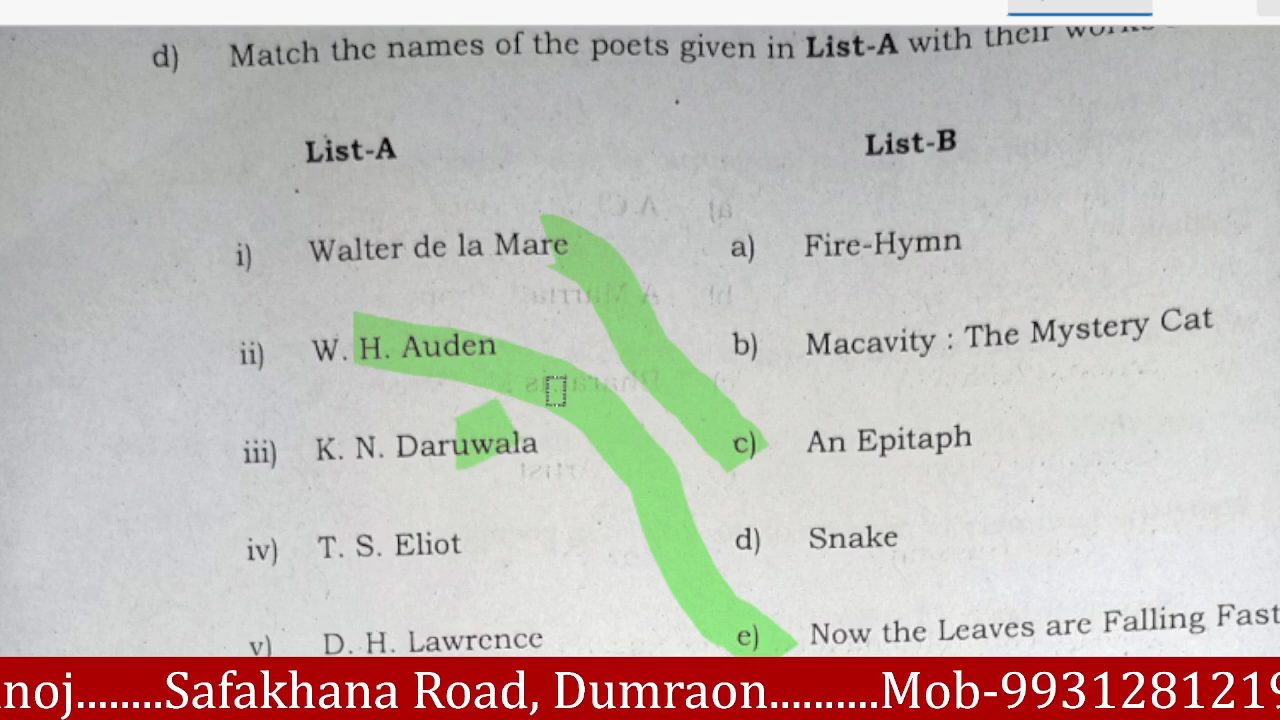 d) Match the names of the poets given in List-A with their works
List-A List-B
i) Walter de la Mare a) Fire-Hymn
ii) W. H. Auden b) Macavity : The Mystery Cat
iii) K. N. Daruwala c) An Epitaph
iv) T. S. Eliot d) Snake
v) D. H. Lawrence e) Now the Leaves are Falling Fast
noj........Safakhana Road, Dumraon..........Mob-9931281219